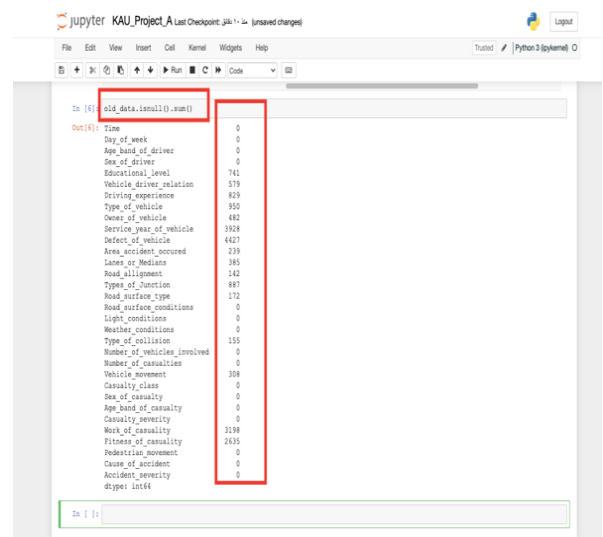 jupyter KAU_Project_A Last Checkpoint: منذ ١٠ دقائق (unsaved changes) Logout
File Edit View Insert Cell Kernel Widgets Help Trusted Python 3 (ipykernel)
Run Code
In [6]: old_data.isnull().sum()
Out[6]: Time 0
Day_of_week 0
Age_band_of_driver 0
Sex_of_driver 0
Educational_level 741
Vehicle_driver_relation 579
Driving_experience 829
Type_of_vehicle 950
Owner_of_vehicle 482
Service_year_of_vehicle 3928
Defect_of_vehicle 4427
Area_accident_occured 239
Lanes_or_Medians 385
Road_allignment 142
Types_of_Junction 887
Road_surface_type 172
Road_surface_conditions 0
Light_conditions 0
Weather_conditions 0
Type_of_collision 155
Number_of_vehicles_involved 0
Number_of_casualties 0
Vehicle_movement 308
Casualty_class 0
Sex_of_casualty 0
Age_band_of_casualty 0
Casualty_severity 0
Work_of_casuality 3198
Fitness_of_casuality 2635
Pedestrian_movement 0
Cause_of_accident 0
Accident_severity 0
dtype: int64
In [ ]: